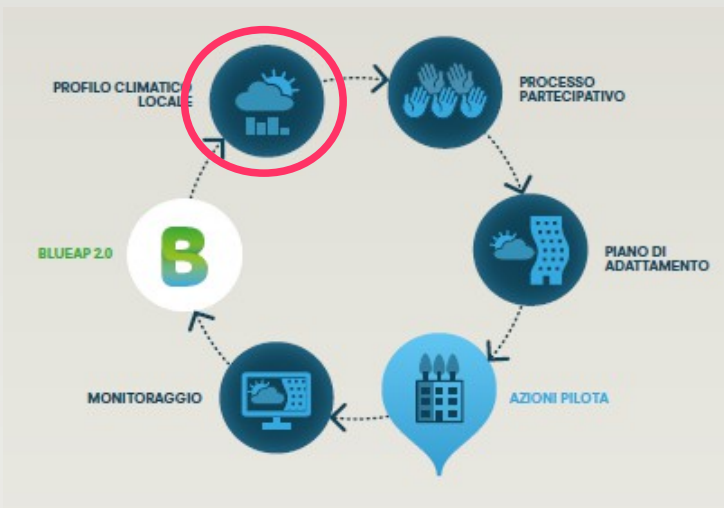 PROFILO CLIMATICO
LOCALE
PROCESSO
PARTECIPATIVO
BLUEAP 2.0
B
PIANO DI
ADATTAMENTO
MONITORAGGIO
AZIONI PILOTA